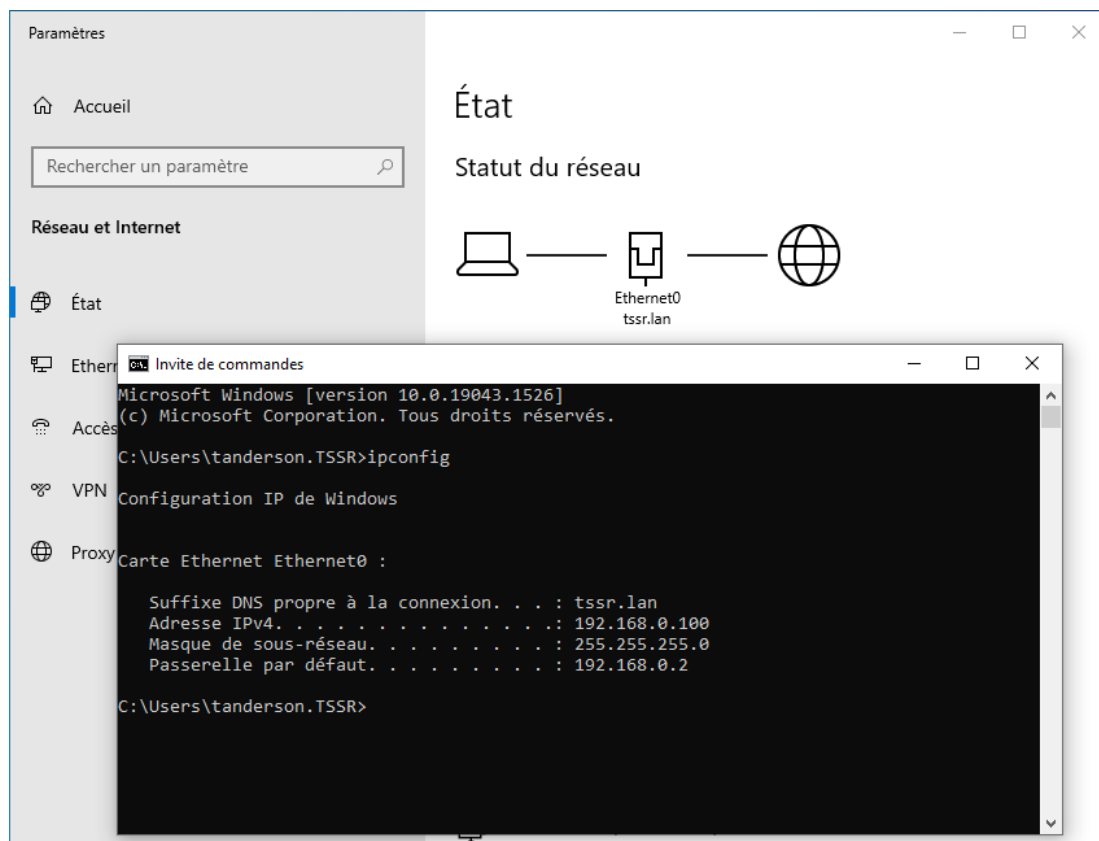 Paramètres
Accueil
Rechercher un paramètre
Réseau et Internet
État
Ethern
Accès
VPN
Proxy
État
Statut du réseau
Ethernet0
tssr.lan
Invite de commandes
Microsoft Windows [version 10.0.19043.1526]
(c) Microsoft Corporation. Tous droits réservés.
C:\Users\tanderson.TSSR>ipconfig
Configuration IP de Windows
Carte Ethernet Ethernet0 :
Suffixe DNS propre à la connexion. . . : tssr.lan
Adresse IPv4. . . . . . . . . . . . . .: 192.168.0.100
Masque de sous-réseau. . . . . . . . . : 255.255.255.0
Passerelle par défaut. . . . . . . . . : 192.168.0.2
C:\Users\tanderson.TSSR>